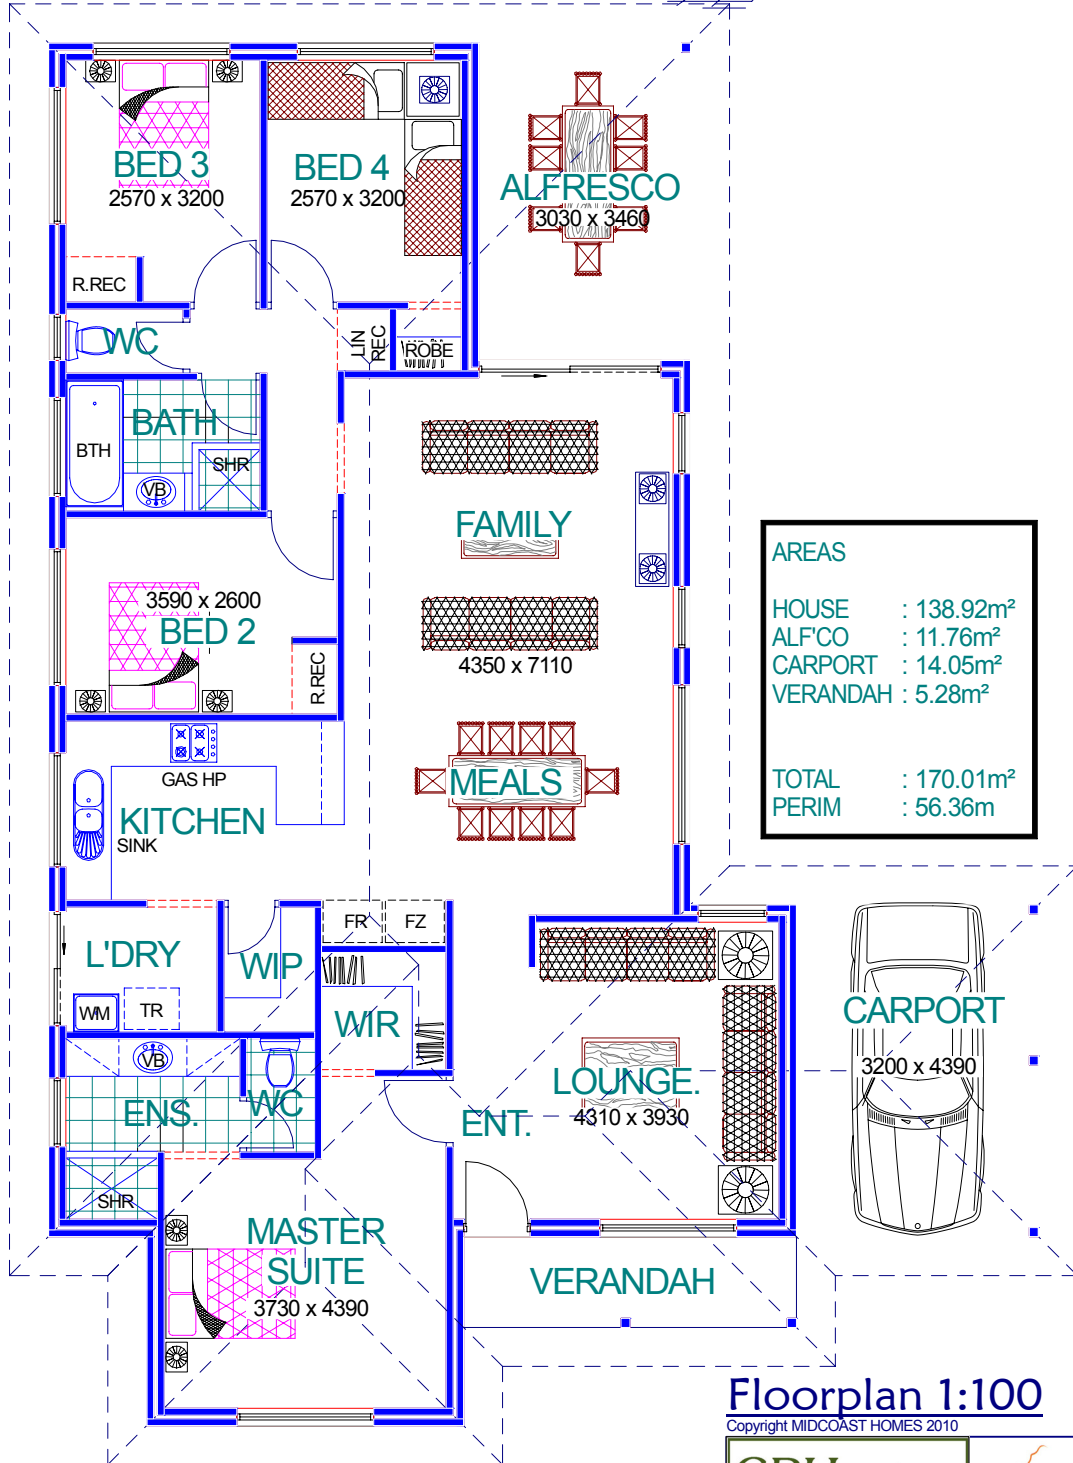 BED 3
2570 x 3200
BED 4
2570 x 3200
ALFRESCO
3030 x 3460
R.REC
WC
LIN
REC
ROBE
BATH
BTH
SHR
VB
FAMILY
4350 x 7110
3590 x 2600
BED 2
R.REC
AREAS
HOUSE : 138.92m²
ALF'CO : 11.76m²
CARPORT : 14.05m²
VERANDAH : 5.28m²
TOTAL : 170.01m²
PERIM : 56.36m
GAS HP
KITCHEN
SINK
MEALS
FR
FZ
L'DRY
WIP
WM
TR
WIR
CARPORT
3200 x 4390
VB
ENS.
WC
LOUNGE.
4310 x 3930
ENT.
SHR
MASTER
SUITE
3730 x 4390
VERANDAH
Floorplan 1:100
Copyright MIDCOAST HOMES 2010